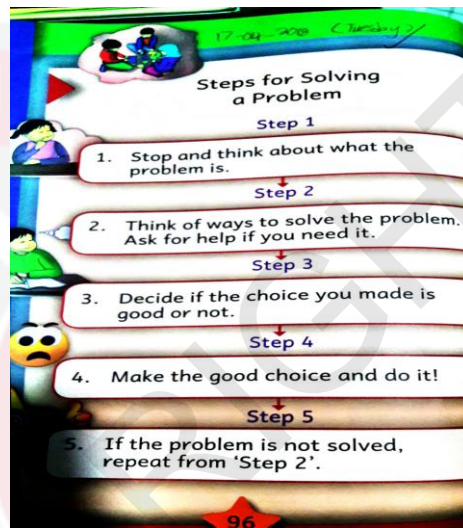 17-04-2018 (Tuesday)
Steps for Solving
a Problem
Step 1
1. Stop and think about what the
problem is.
Step 2
2. Think of ways to solve the problem.
Ask for help if you need it.
Step 3
3. Decide if the choice you made is
good or not.
Step 4
4. Make the good choice and do it!
Step 5
5. If the problem is not solved,
repeat from ‘Step 2’.
96